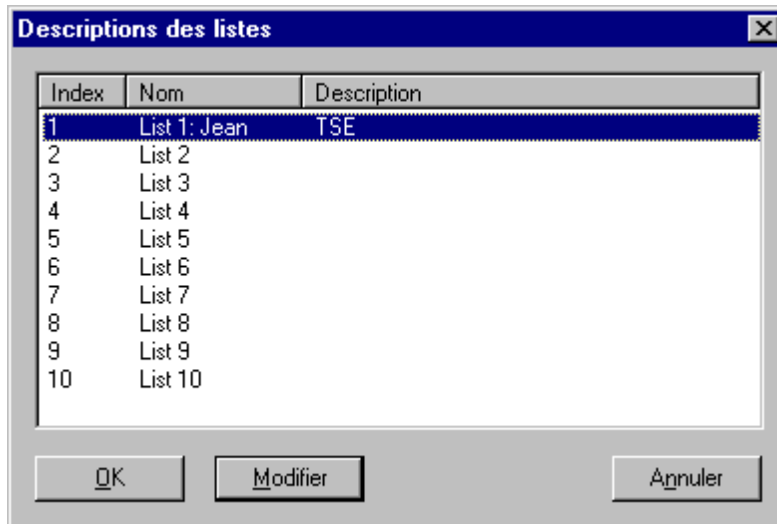 Descriptions des listes
Index Nom Description
1 List 1: Jean TSE
2 List 2
3 List 3
4 List 4
5 List 5
6 List 6
7 List 7
8 List 8
9 List 9
10 List 10
OK Modifier Annuler